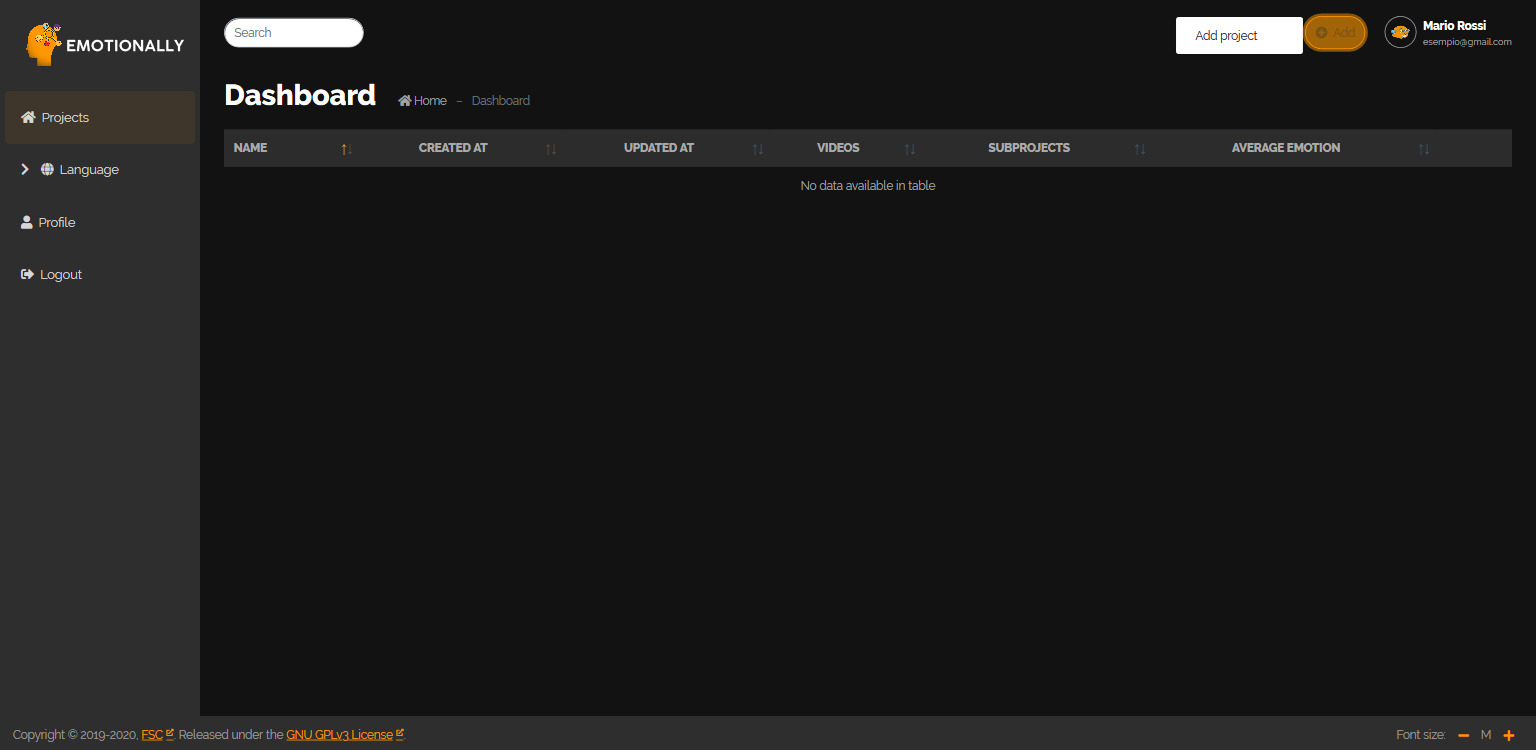 EMOTIONALLY
Search
Add project
Add
Mario Rossi
esempio@gmail.com
Projects
Language
Profile
Logout
Dashboard
Home – Dashboard
NAME CREATED AT UPDATED AT VIDEOS SUBPROJECTS AVERAGE EMOTION
No data available in table
Copyright © 2019-2020, FSC. Released under the GNU GPLv3 License
Font size: M